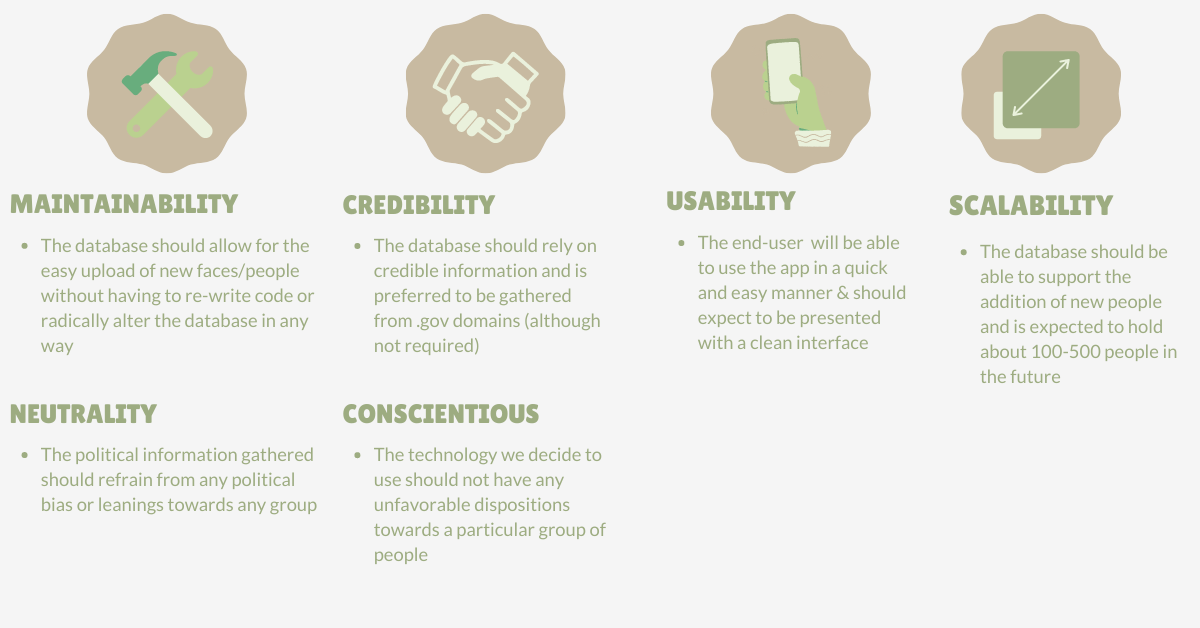 MAINTAINABILITY
• The database should allow for the
easy upload of new faces/people
without having to re-write code or
radically alter the database in any
way
CREDIBILITY
• The database should rely on
credible information and is
preferred to be gathered
from .gov domains (although
not required)
USABILITY
• The end-user will be able
to use the app in a quick
and easy manner & should
expect to be presented
with a clean interface
SCALABILITY
• The database should be
able to support the
addition of new people
and is expected to hold
about 100-500 people in
the future
NEUTRALITY
• The political information gathered
should refrain from any political
bias or leanings towards any group
CONSCIENTIOUS
• The technology we decide to
use should not have any
unfavorable dispositions
towards a particular group of
people